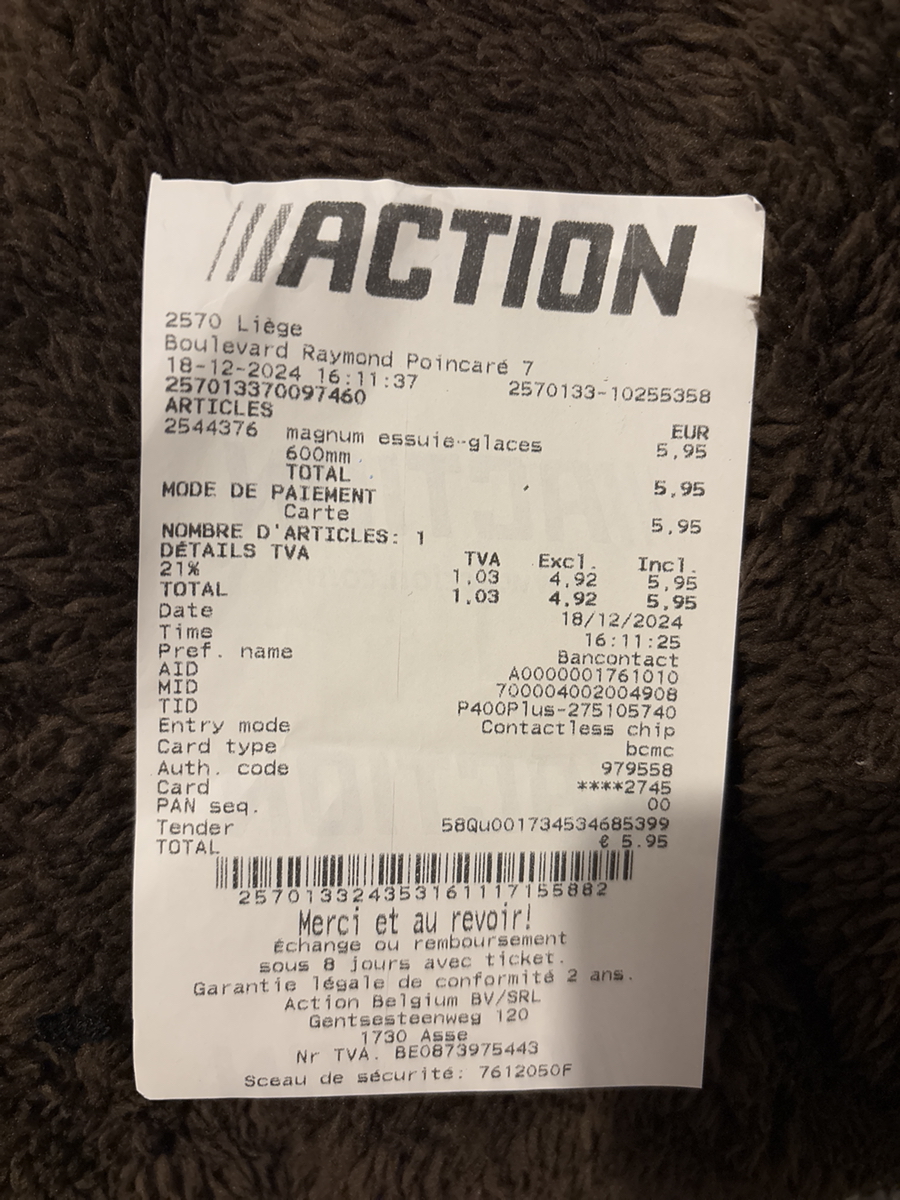 ACTION
2570 Liège
Boulevard Raymond Poincaré 7
18-12-2024 16:11:37 2570133-10255358
257013370097460
ARTICLES EUR
2544376 magnum essuie-glaces 5,95
600mm
TOTAL 5,95
MODE DE PAIEMENT
Carte 5,95
NOMBRE D'ARTICLES: 1
DÉTAILS TVA TVA Excl. Incl.
21% 1,03 4,92 5,95
TOTAL 1,03 4,92 5,95
Date 18/12/2024
Time 16:11:25
Pref. name Bancontact
AID A0000001761010
MID 700004002004908
TID P400Plus-275105740
Entry mode Contactless chip
Card type bcmc
Auth. code 979558
Card ****2745
PAN seq. 00
Tender 58Qu001734534685399
TOTAL € 5.95
2570133243531611171 55882
Merci et au revoir!
Échange ou remboursement
sous 8 jours avec ticket.
Garantie légale de conformité 2 ans.
Action Belgium BV/SRL
Gentsesteenweg 120
1730 Asse
Nr TVA. BE0873975443
Sceau de sécurité: 7612050F